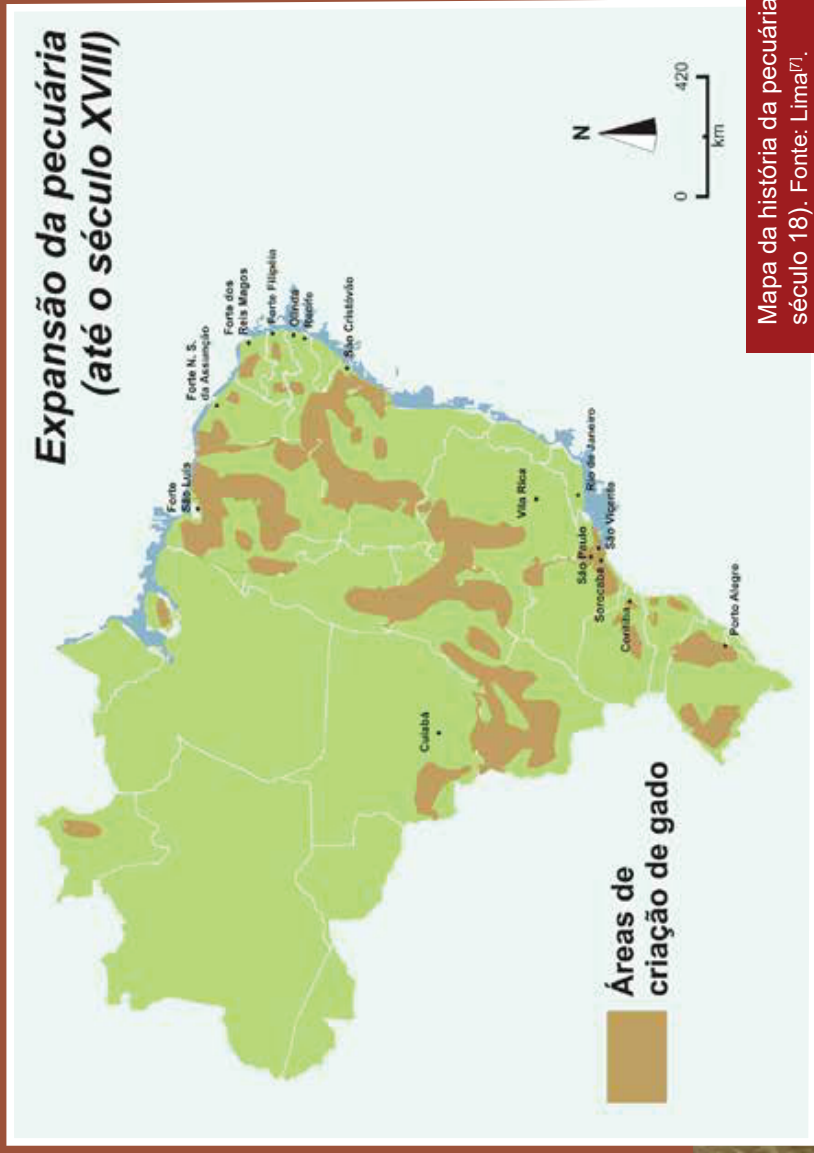 Expansão da pecuária
(até o século XVIII)
Forte
São Luis
Forte N. S.
da Assunção
Forte dos
Reis Magos
Forte Filipéia
Olinda
Recife
São Cristóvão
Cuiabá
Vila Rica
Rio de Janeiro
São Paulo
São Vicente
Sorocaba
Curitiba
Porto Alegre
N
0 420
km
Áreas de
criação de gado
Mapa da história da pecuária
século 18). Fonte: Lima[7].